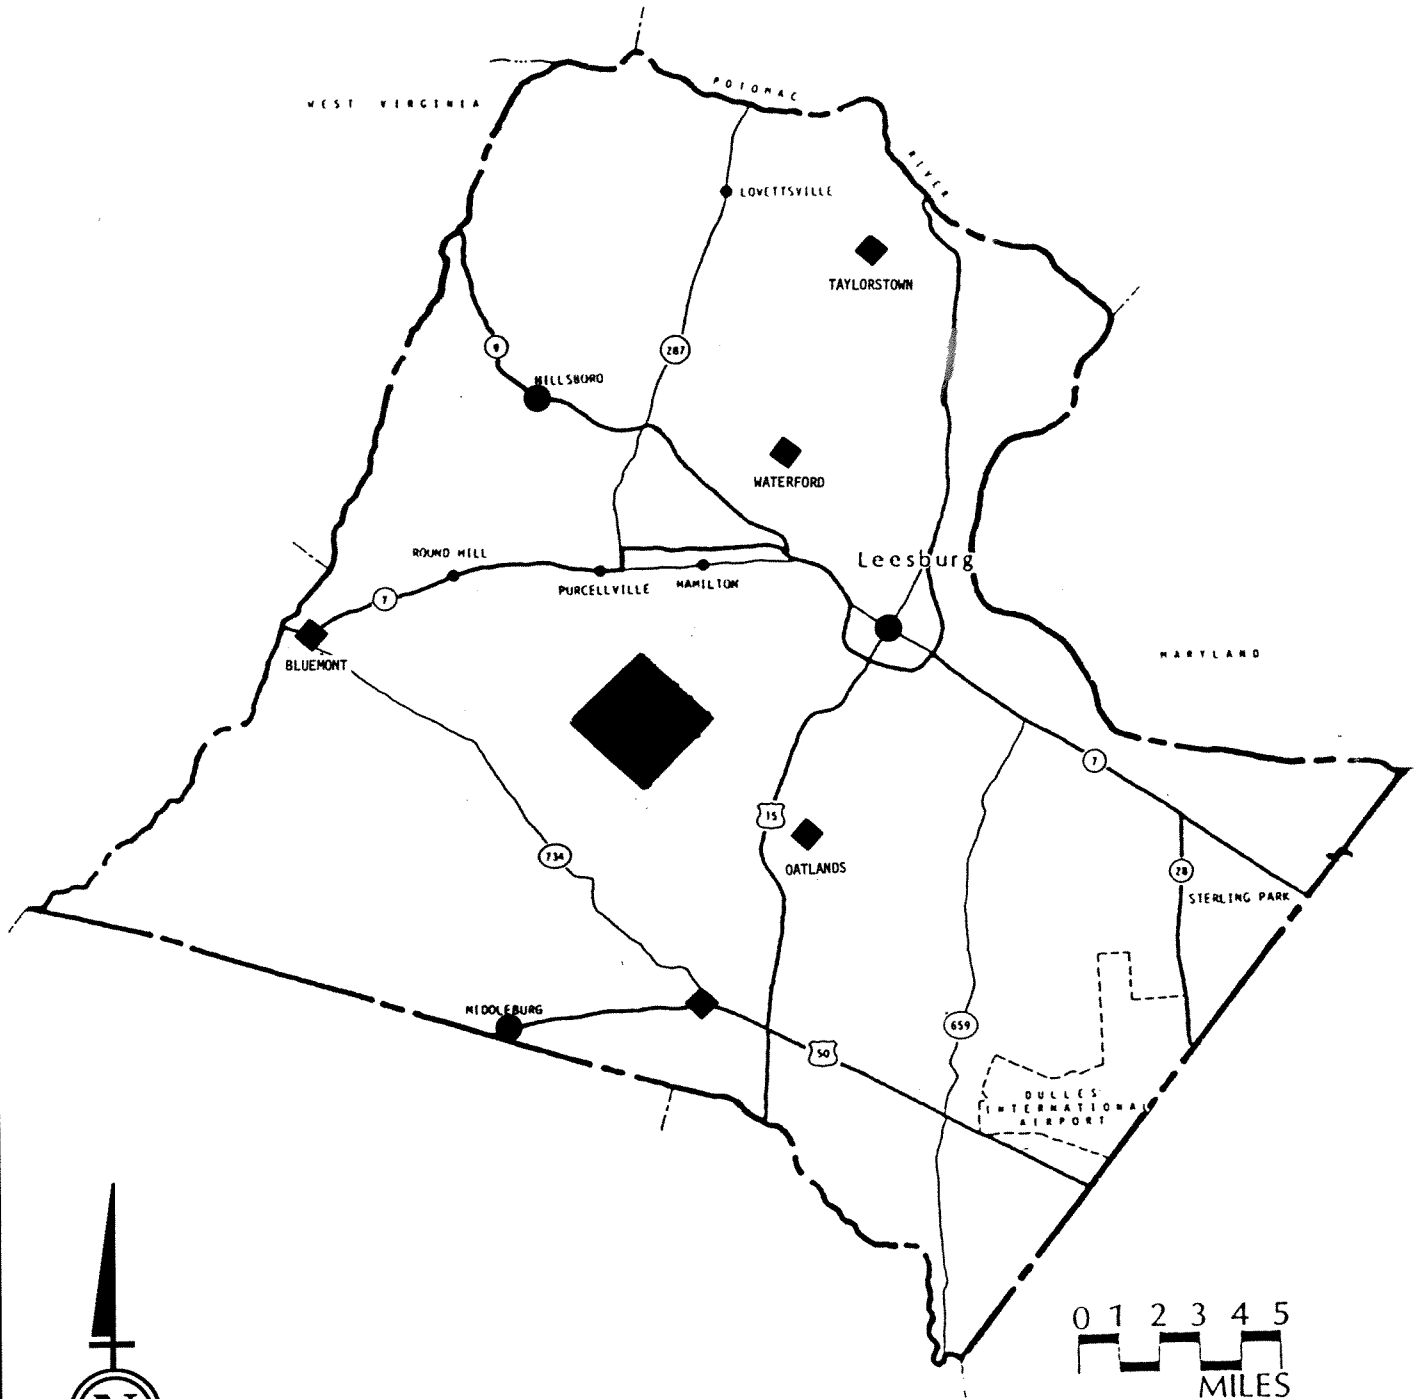 WEST VIRGINIA
POTOMAC
RIVER
LOVETTSVILLE
TAYLORSTOWN
9
287
HILLSBORO
WATERFORD
ROUND HILL
Leesburg
PURCELLVILLE
HAMILTON
7
BLUEMONT
MARYLAND
7
15
OATLANDS
734
28
STERLING PARK
MIDDLEBURG
659
50
DULLES
INTERNATIONAL
AIRPORT
0 1 2 3 4 5
MILES
N